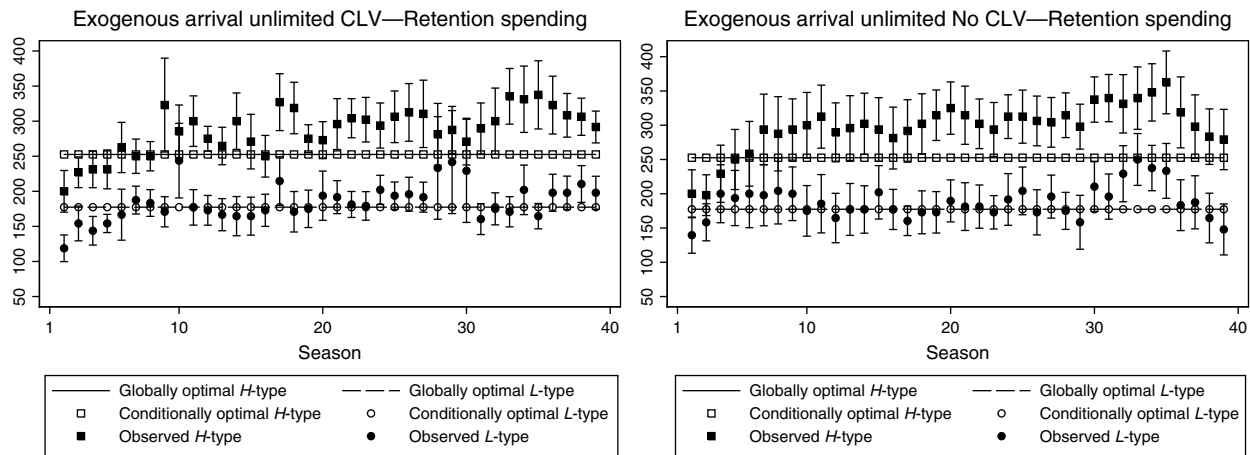 Exogenous arrival unlimited CLV—Retention spending
400
350
300
250
200
150
100
50
1 10 20 30 40
Season
Globally optimal H-type Globally optimal L-type
Conditionally optimal H-type Conditionally optimal L-type
Observed H-type Observed L-type
Exogenous arrival unlimited No CLV—Retention spending
400
350
300
250
200
150
100
50
1 10 20 30 40
Season
Globally optimal H-type Globally optimal L-type
Conditionally optimal H-type Conditionally optimal L-type
Observed H-type Observed L-type